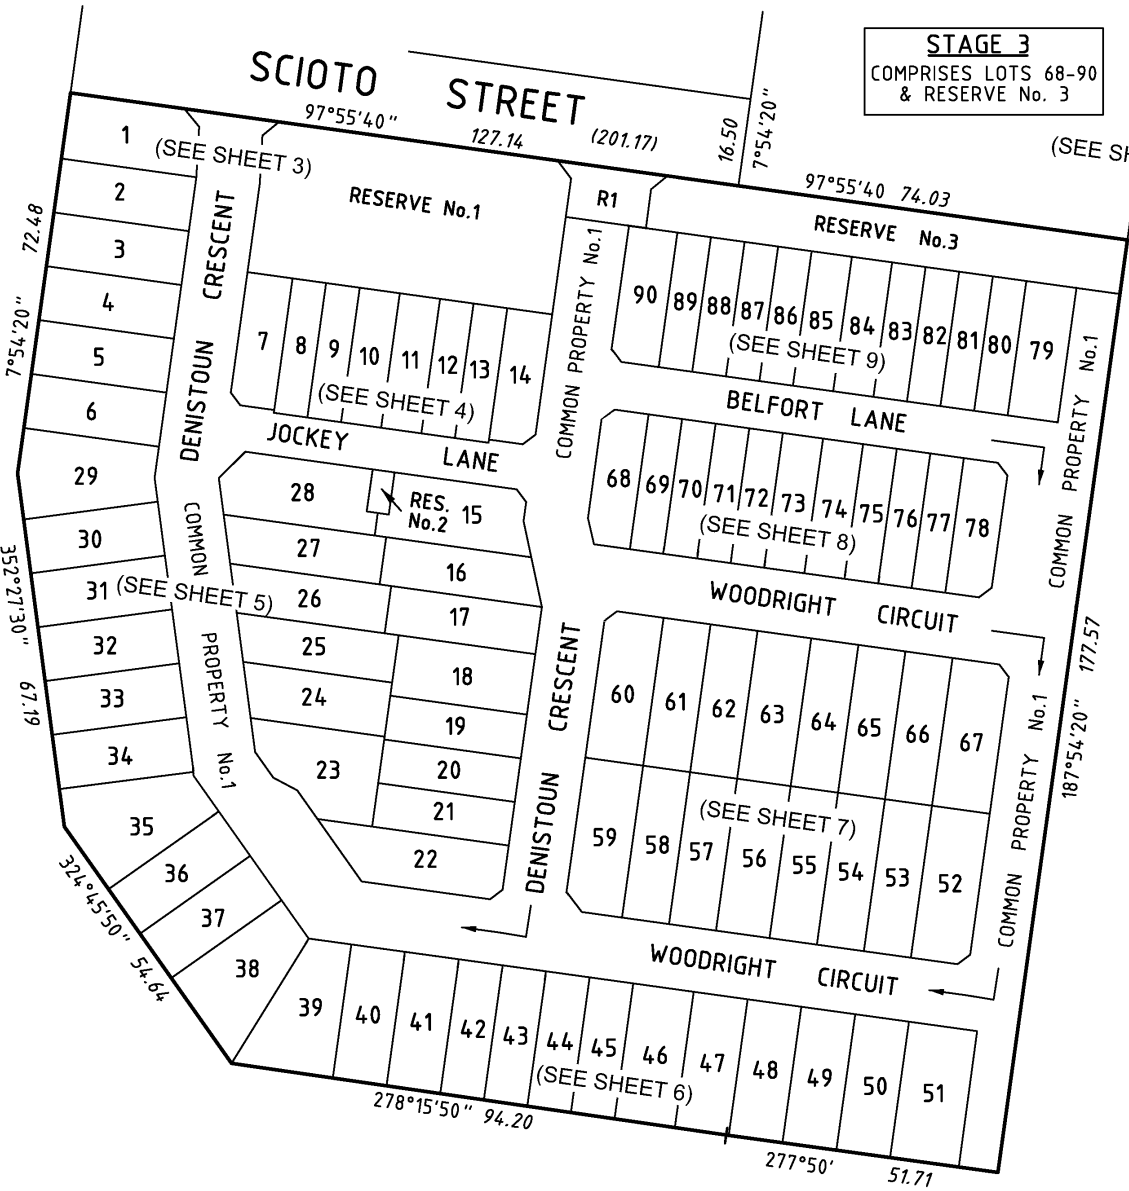 STAGE 3
COMPRISES LOTS 68-90
& RESERVE No. 3
SCIOTO STREET
97°55'40" 127.14 (201.17)
16.50
7°54'20"
97°55'40 74.03
1
(SEE SHEET 3)
2
3
4
5
6
72.48
7°54'20"
DENISTOUN CRESCENT
RESERVE No.1
R1
RESERVE No.3
COMMON PROPERTY No.1
7 8 9 10 11 12 13 14
(SEE SHEET 4)
90 89 88 87 86 85 84 83 82 81 80 79
(SEE SHEET 9)
COMMON PROPERTY No.1
JOCKEY LANE
BELFORT LANE
29
30
31 (SEE SHEET 5)
32
33
34
35
36
37
38
352°27'30" 67.19
COMMON PROPERTY No.1
28
RES. No.2
15
27
16
26
17
25
18
24
19
23
20
21
22
68 69 70 71 72 73 74 75 76 77 78
(SEE SHEET 8)
WOODRIGHT CIRCUIT
DENISTOUN CRESCENT
60 61 62 63 64 65 66 67
(SEE SHEET 7)
59 58 57 56 55 54 53 52
COMMON PROPERTY No.1
187°54'20" 177.57
WOODRIGHT CIRCUIT
324°45'50" 54.64
39 40 41 42 43 44 45 46 47 48 49 50 51
(SEE SHEET 6)
278°15'50" 94.20
277°50' 51.71